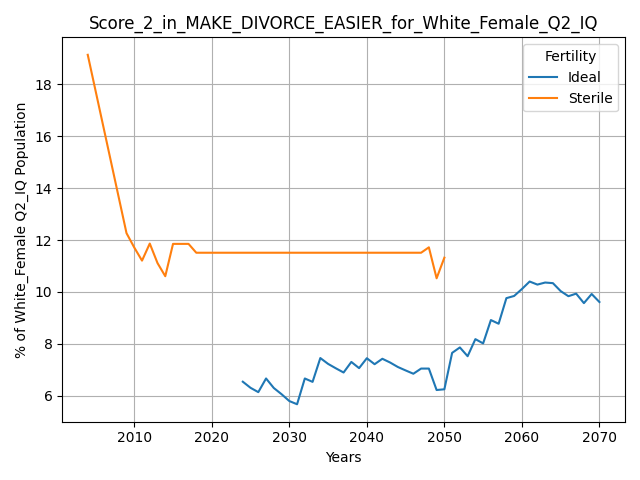 Score_2_in_MAKE_DIVORCE_EASIER_for_White_Female_Q2_IQ
Fertility
Ideal
Sterile
% of White_Female Q2_IQ Population
18
16
14
12
10
8
6
2010 2020 2030 2040 2050 2060 2070
Years